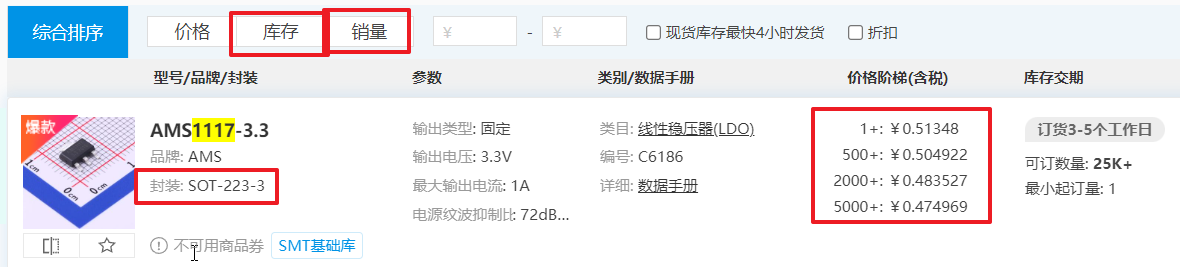 综合排序 价格 库存 销量 ¥ - ¥ 现货库存最快4小时发货 折扣
型号/品牌/封装 参数 类别/数据手册 价格阶梯(含税) 库存交期
爆款
1cm 0 0 1cm
AMS1117-3.3
品牌: AMS
封装: SOT-223-3
不可用商品券 SMT基础库
输出类型: 固定
输出电压: 3.3V
最大输出电流: 1A
电源纹波抑制比: 72dB...
类目: 线性稳压器(LDO)
编号: C6186
详细: 数据手册
1+: ¥0.51348
500+: ¥0.504922
2000+: ¥0.483527
5000+: ¥0.474969
订货3-5个工作日
可订数量: 25K+
最小起订量: 1